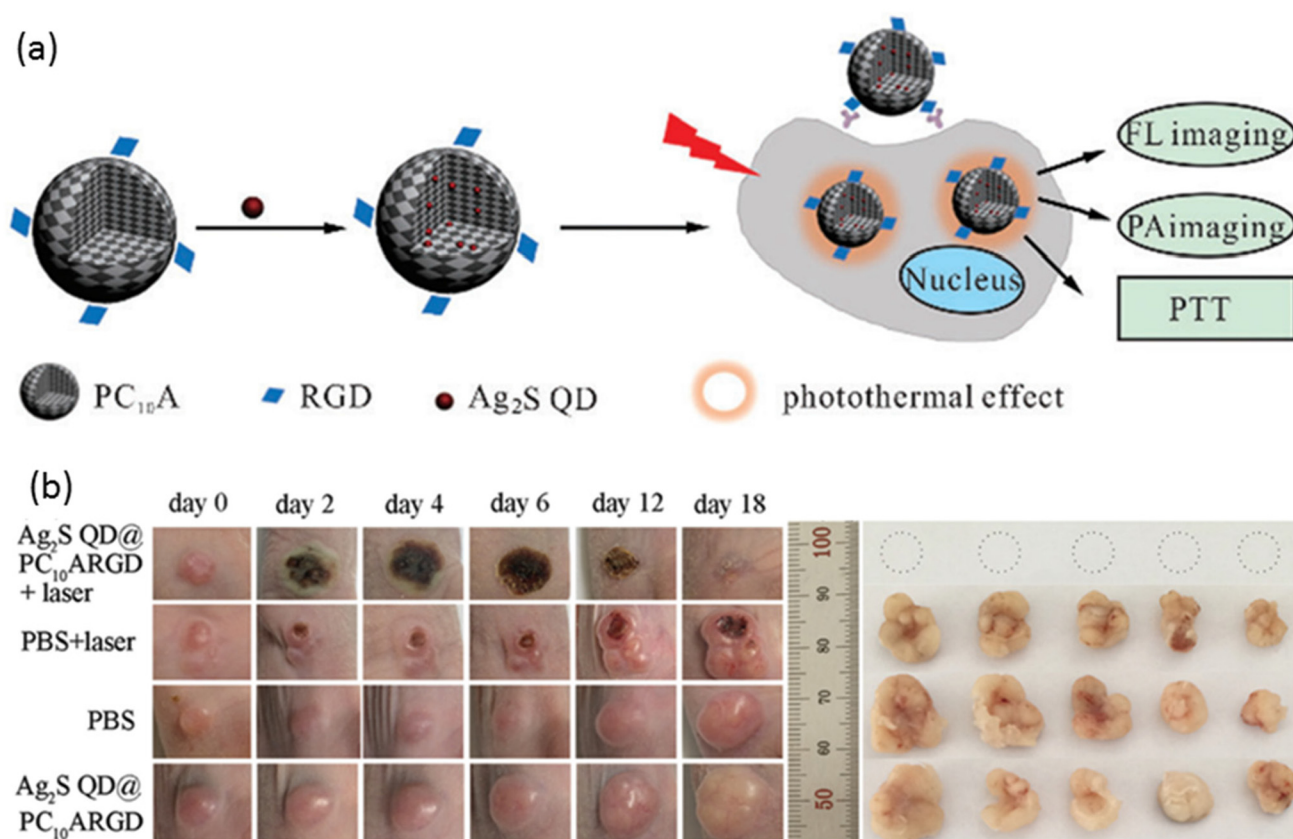 (a)
FL imaging
PA imaging
Nucleus
PTT
PC₁₀A
RGD
Ag₂S QD
photothermal effect
(b)
day 0
day 2
day 4
day 6
day 12
day 18
Ag₂S QD@
PC₁₀ARGD
+ laser
PBS+laser
PBS
Ag₂S QD@
PC₁₀ARGD
100
90
80
70
60
50